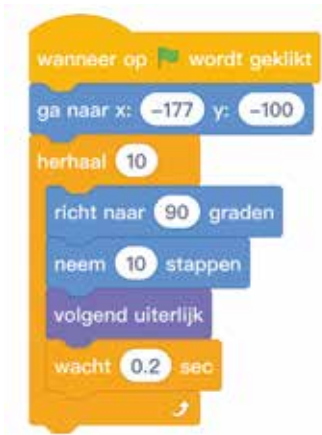 wanneer op wordt geklikt
ga naar x: -177 y: -100
herhaal 10
richt naar 90 graden
neem 10 stappen
volgend uiterlijk
wacht 0.2 sec